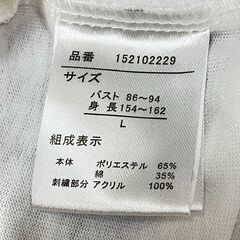 品番 152102229
サイズ
バスト 86〜94
身長 154〜162
L
組成表示
本体 ポリエステル 65%
綿 35%
刺繍部分 アクリル 100%